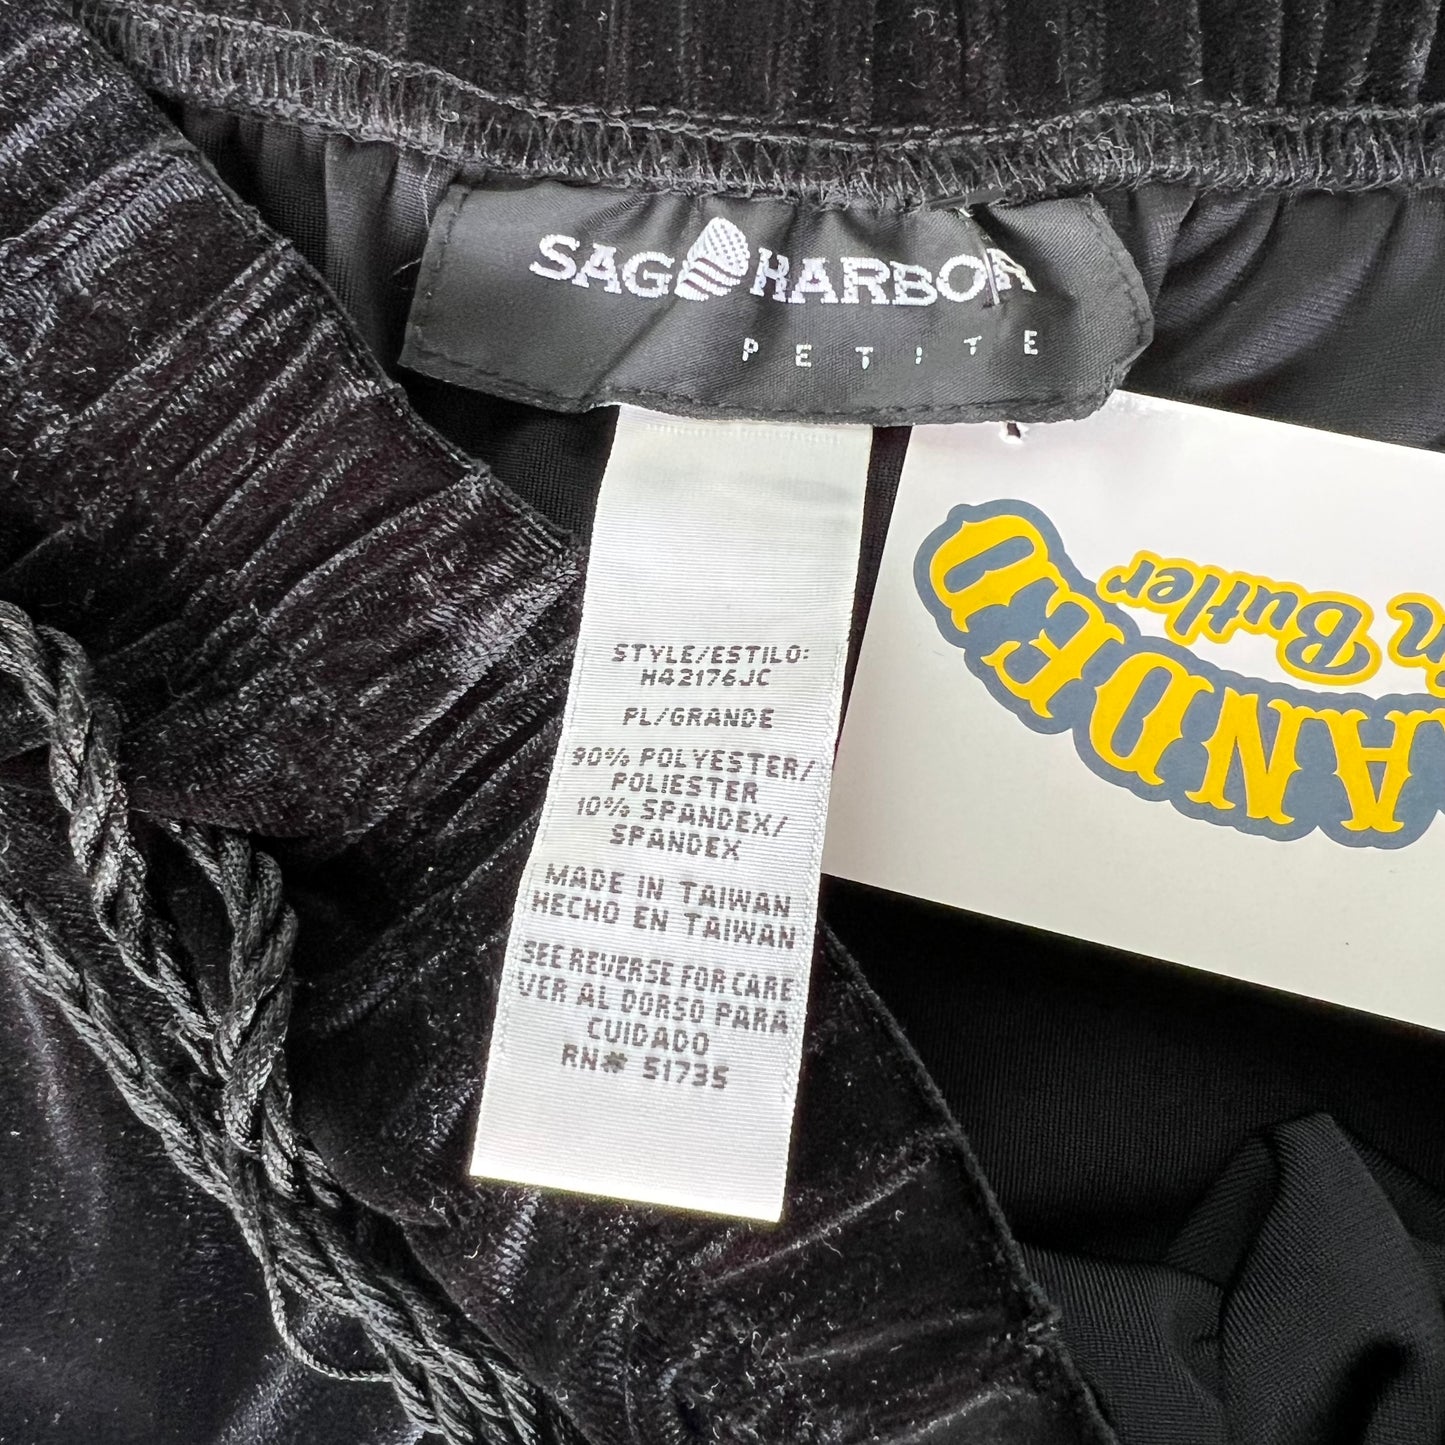 SAG HARBOR
PETITE
STYLE/ESTILO:
H42176JC
PL/GRANDE
90% POLYESTER/
POLIESTER
10% SPANDEX/
SPANDEX
MADE IN TAIWAN
HECHO EN TAIWAN
SEE REVERSE FOR CARE
VER AL DORSO PARA
CUIDADO
RN# 51735
Butler